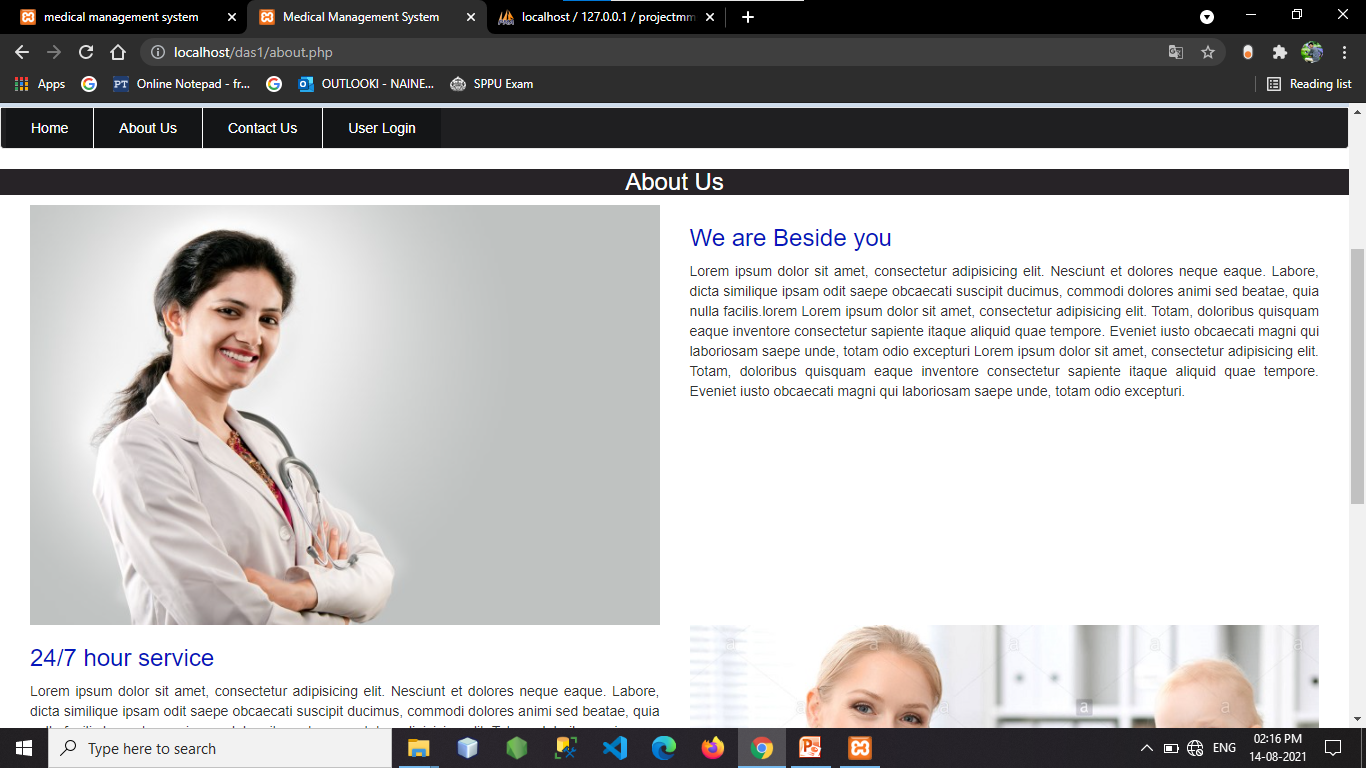 medical management system
Medical Management System
localhost / 127.0.0.1 / projectmm
localhost/das1/about.php
Apps
PT
Online Notepad - fr...
OUTLOOKI - NAINE...
SPPU Exam
Reading list
Home
About Us
Contact Us
User Login
About Us
We are Beside you
Lorem ipsum dolor sit amet, consectetur adipisicing elit. Nesciunt et dolores neque eaque. Labore,
dicta similique ipsam odit saepe obcaecati suscipit ducimus, commodi dolores animi sed beatae, quia
nulla facilis.lorem Lorem ipsum dolor sit amet, consectetur adipisicing elit. Totam, doloribus quisquam
eaque inventore consectetur sapiente itaque aliquid quae tempore. Eveniet iusto obcaecati magni qui
laboriosam saepe unde, totam odio excepturi Lorem ipsum dolor sit amet, consectetur adipisicing elit.
Totam, doloribus quisquam eaque inventore consectetur sapiente itaque aliquid quae tempore.
Eveniet iusto obcaecati magni qui laboriosam saepe unde, totam odio excepturi.
24/7 hour service
Lorem ipsum dolor sit amet, consectetur adipisicing elit. Nesciunt et dolores neque eaque. Labore,
dicta similique ipsam odit saepe obcaecati suscipit ducimus, commodi dolores animi sed beatae, quia
a a a a a
a a a
Type here to search
ENG
02:16 PM
14-08-2021